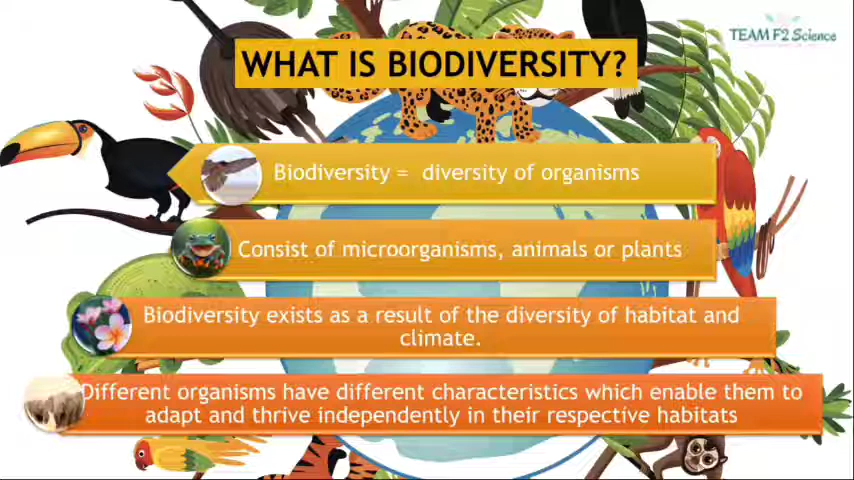 TEAM F2 Science
WHAT IS BIODIVERSITY?
Biodiversity = diversity of organisms
Consist of microorganisms, animals or plants
Biodiversity exists as a result of the diversity of habitat and
climate.
Different organisms have different characteristics which enable them to
adapt and thrive independently in their respective habitats